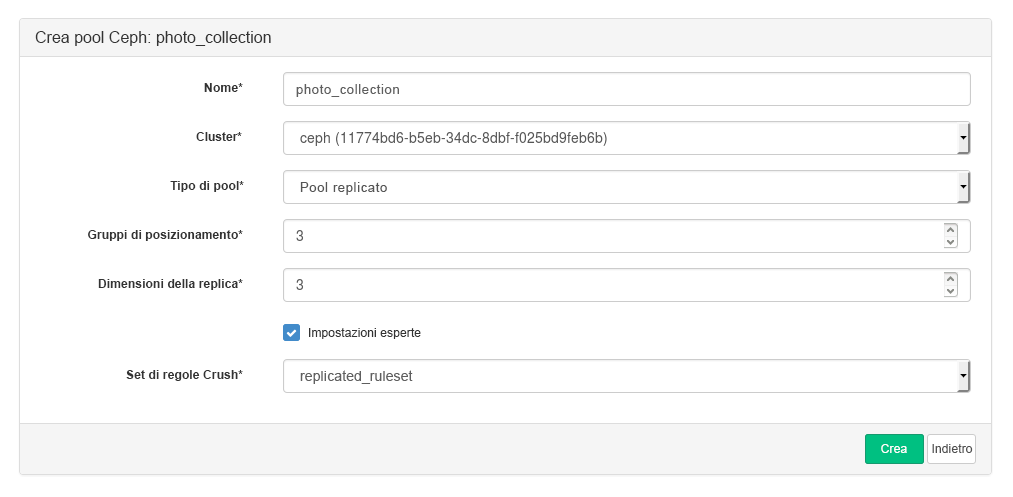 Crea pool Ceph: photo_collection
Nome* photo_collection
Cluster* ceph (11774bd6-b5eb-34dc-8dbf-f025bd9feb6b)
Tipo di pool* Pool replicato
Gruppi di posizionamento* 3
Dimensioni della replica* 3
Impostazioni esperte
Set di regole Crush* replicated_ruleset
Crea Indietro